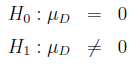 H₀ : μ_D = 0
H₁ : μ_D ≠ 0